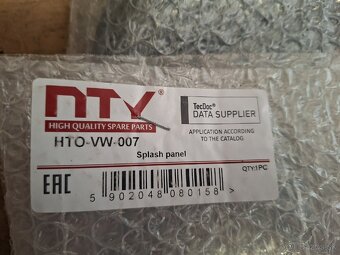 NTY
HIGH QUALITY SPARE PARTS
TecDoc®
DATA SUPPLIER
APPLICATION ACCORDING
TO THE CATALOG
HTO-VW-007
Splash panel
EAC
QTY:1PC
5 902048 080158 >